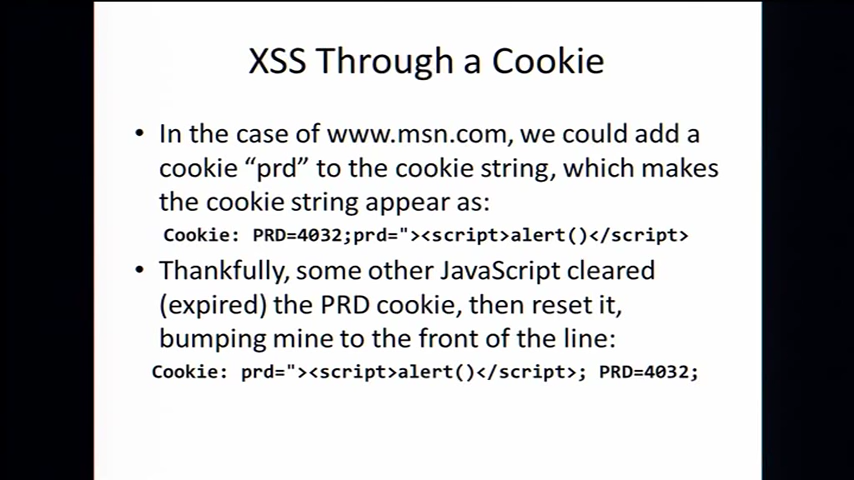 XSS Through a Cookie
• In the case of www.msn.com, we could add a
cookie “prd” to the cookie string, which makes
the cookie string appear as:
Cookie: PRD=4032;prd="><script>alert()</script>
• Thankfully, some other JavaScript cleared
(expired) the PRD cookie, then reset it,
bumping mine to the front of the line:
Cookie: prd="><script>alert()</script>; PRD=4032;